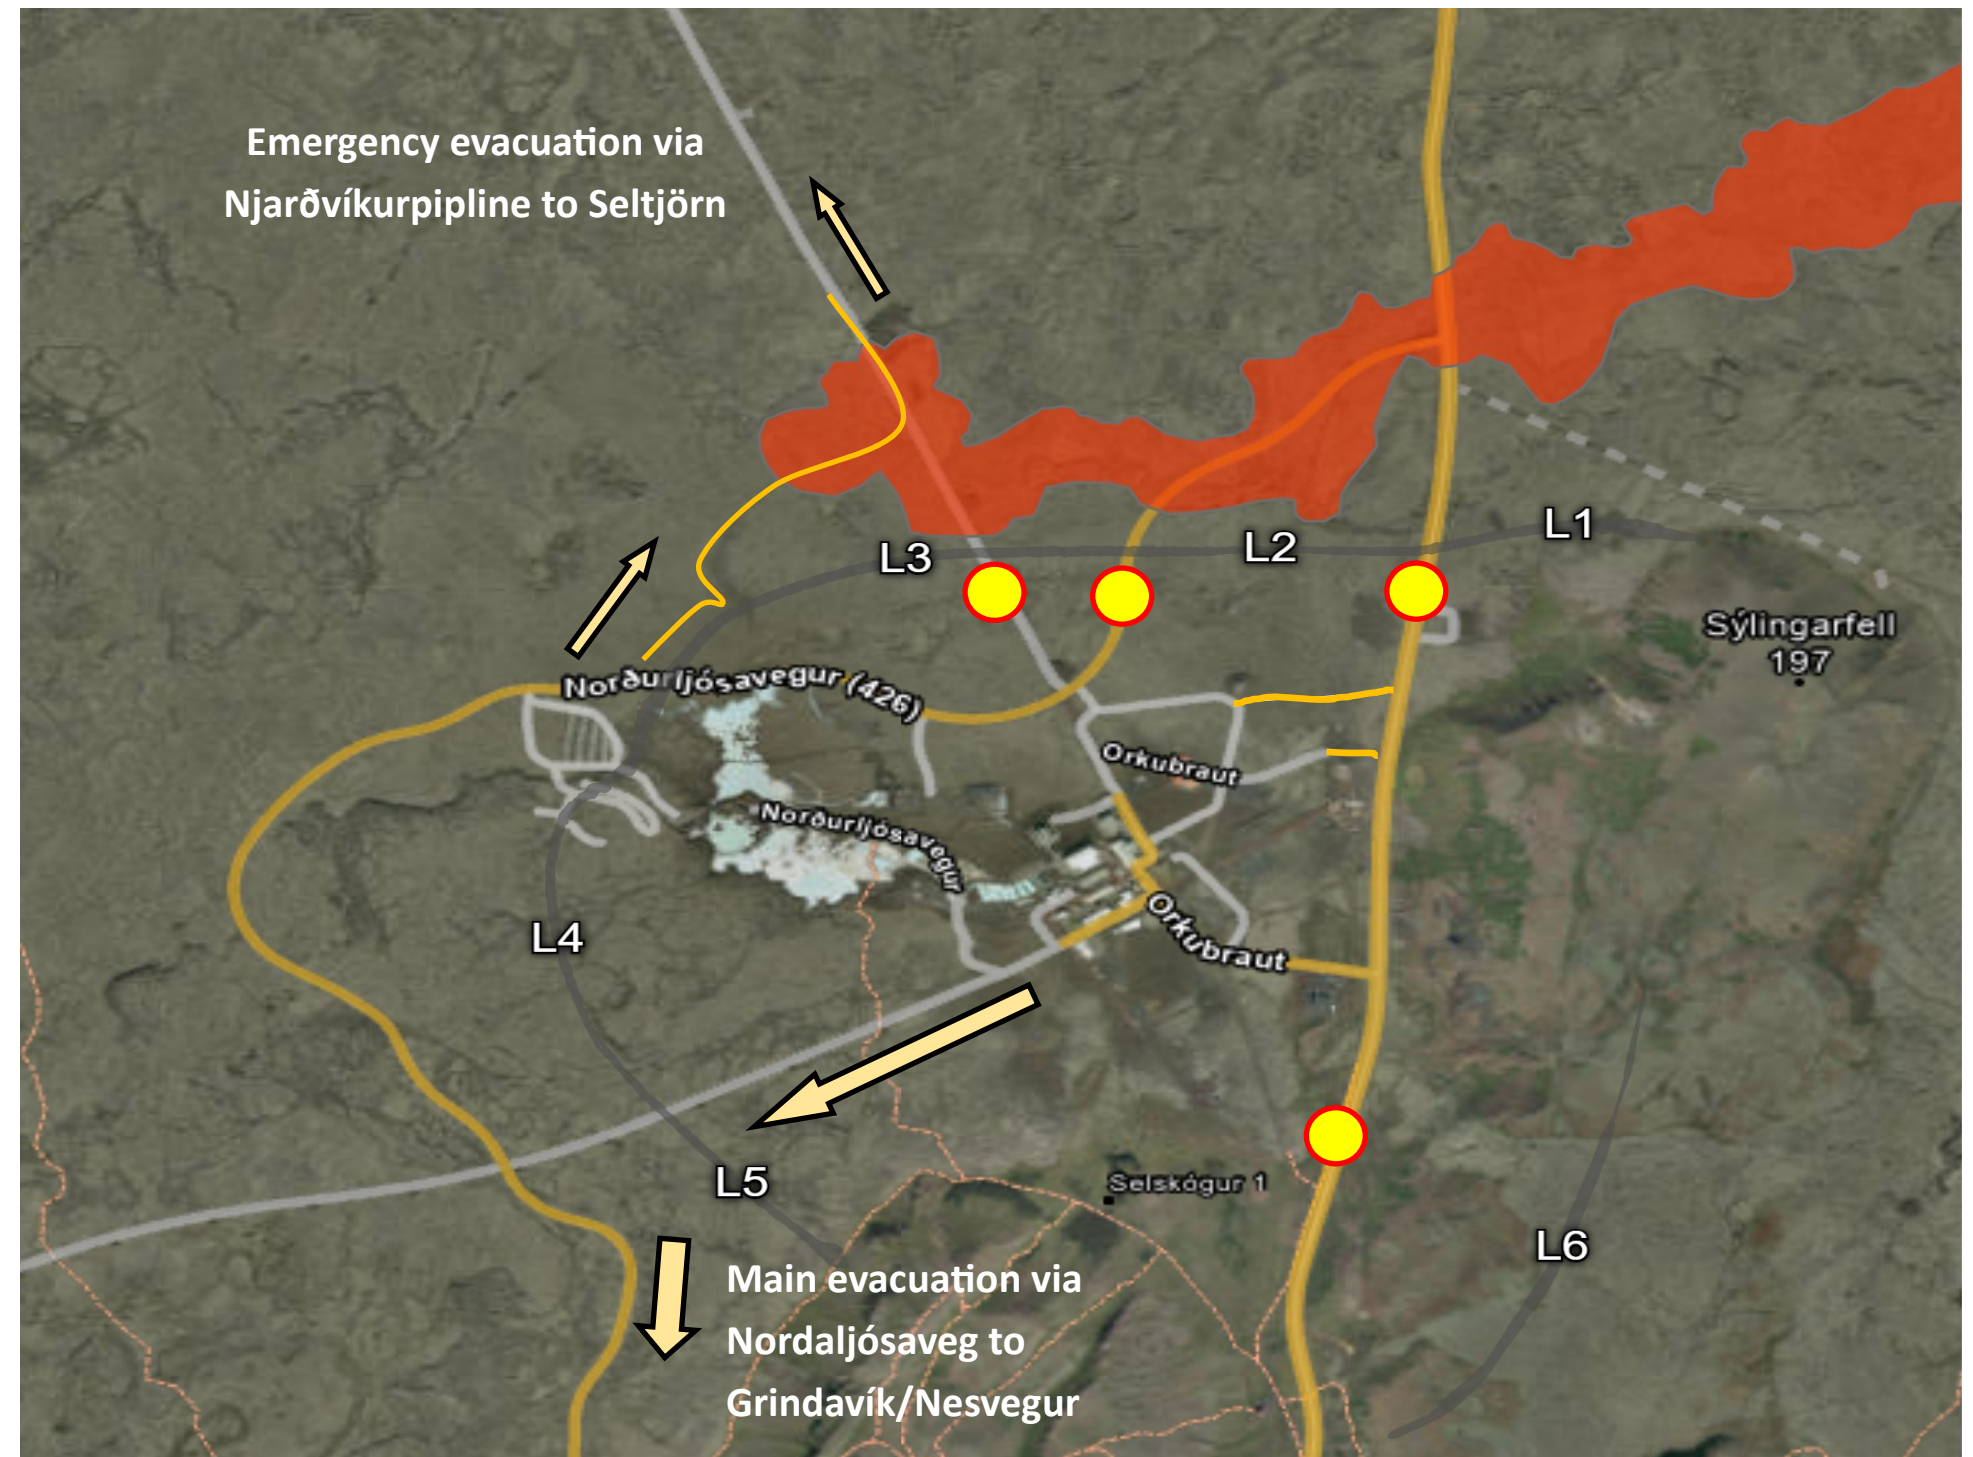 Emergency evacuation via
Njarðvíkurpipline to Seltjörn
L1
L2
L3
Sýlingarfell
197
Norðurljósavegur (426)
Orkubraut
Norðurljósavegur
Orkubraut
L4
L5
Selskógur 1
L6
Main evacuation via
Nordaljósaveg to
Grindavík/Nesvegur